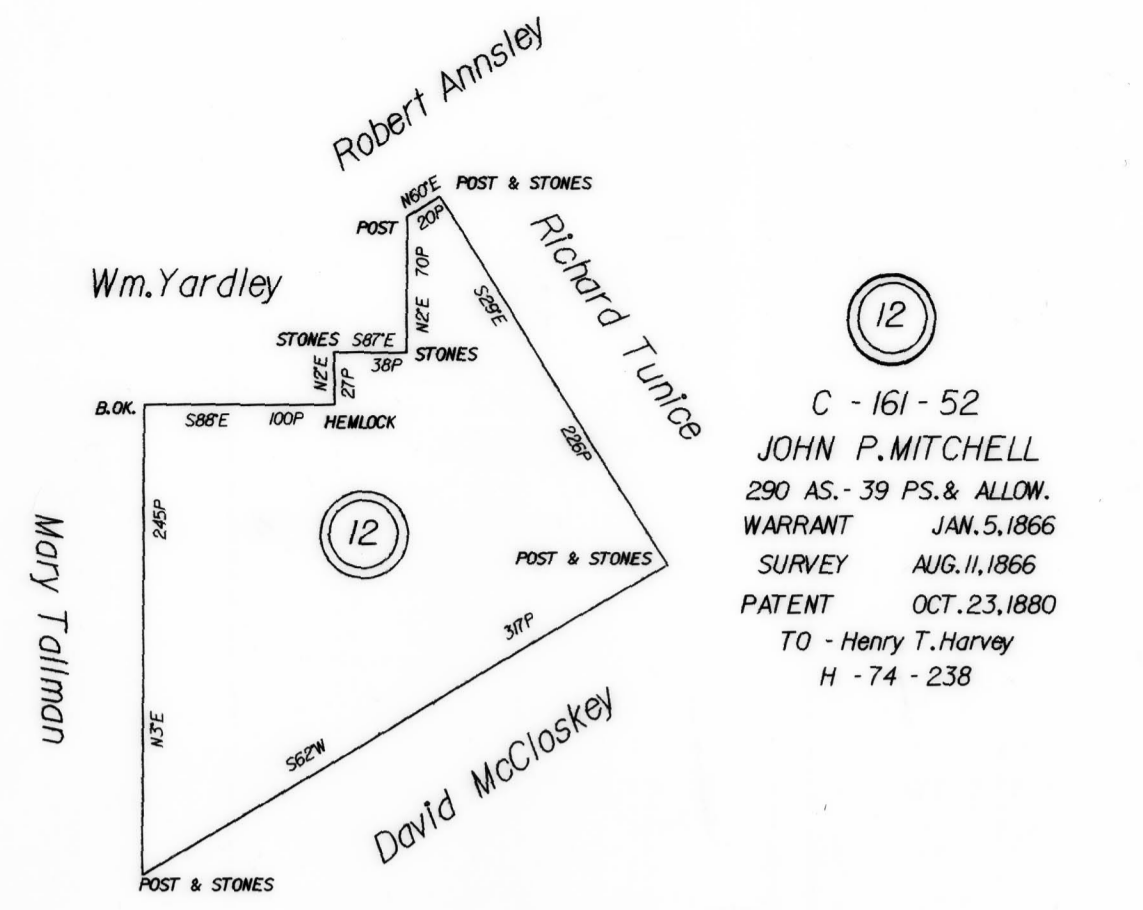 Robert Annsley
N60°E
POST & STONES
20P
POST
Richard Tunice
70P
Wm. Yardley
S29°E
N2°E
STONES
S87°E
STONES
38P
N2°E
27P
B.OK.
S88°E
100P
HEMLOCK
226P
245P
12
Mary Tallman
POST & STONES
317P
N3°E
S62°W
David McCloskey
POST & STONES
12
C - 161 - 52
JOHN P. MITCHELL
290 AS. - 39 PS. & ALLOW.
WARRANT JAN. 5, 1866
SURVEY AUG. 11, 1866
PATENT OCT. 23, 1880
TO - Henry T. Harvey
H - 74 - 238